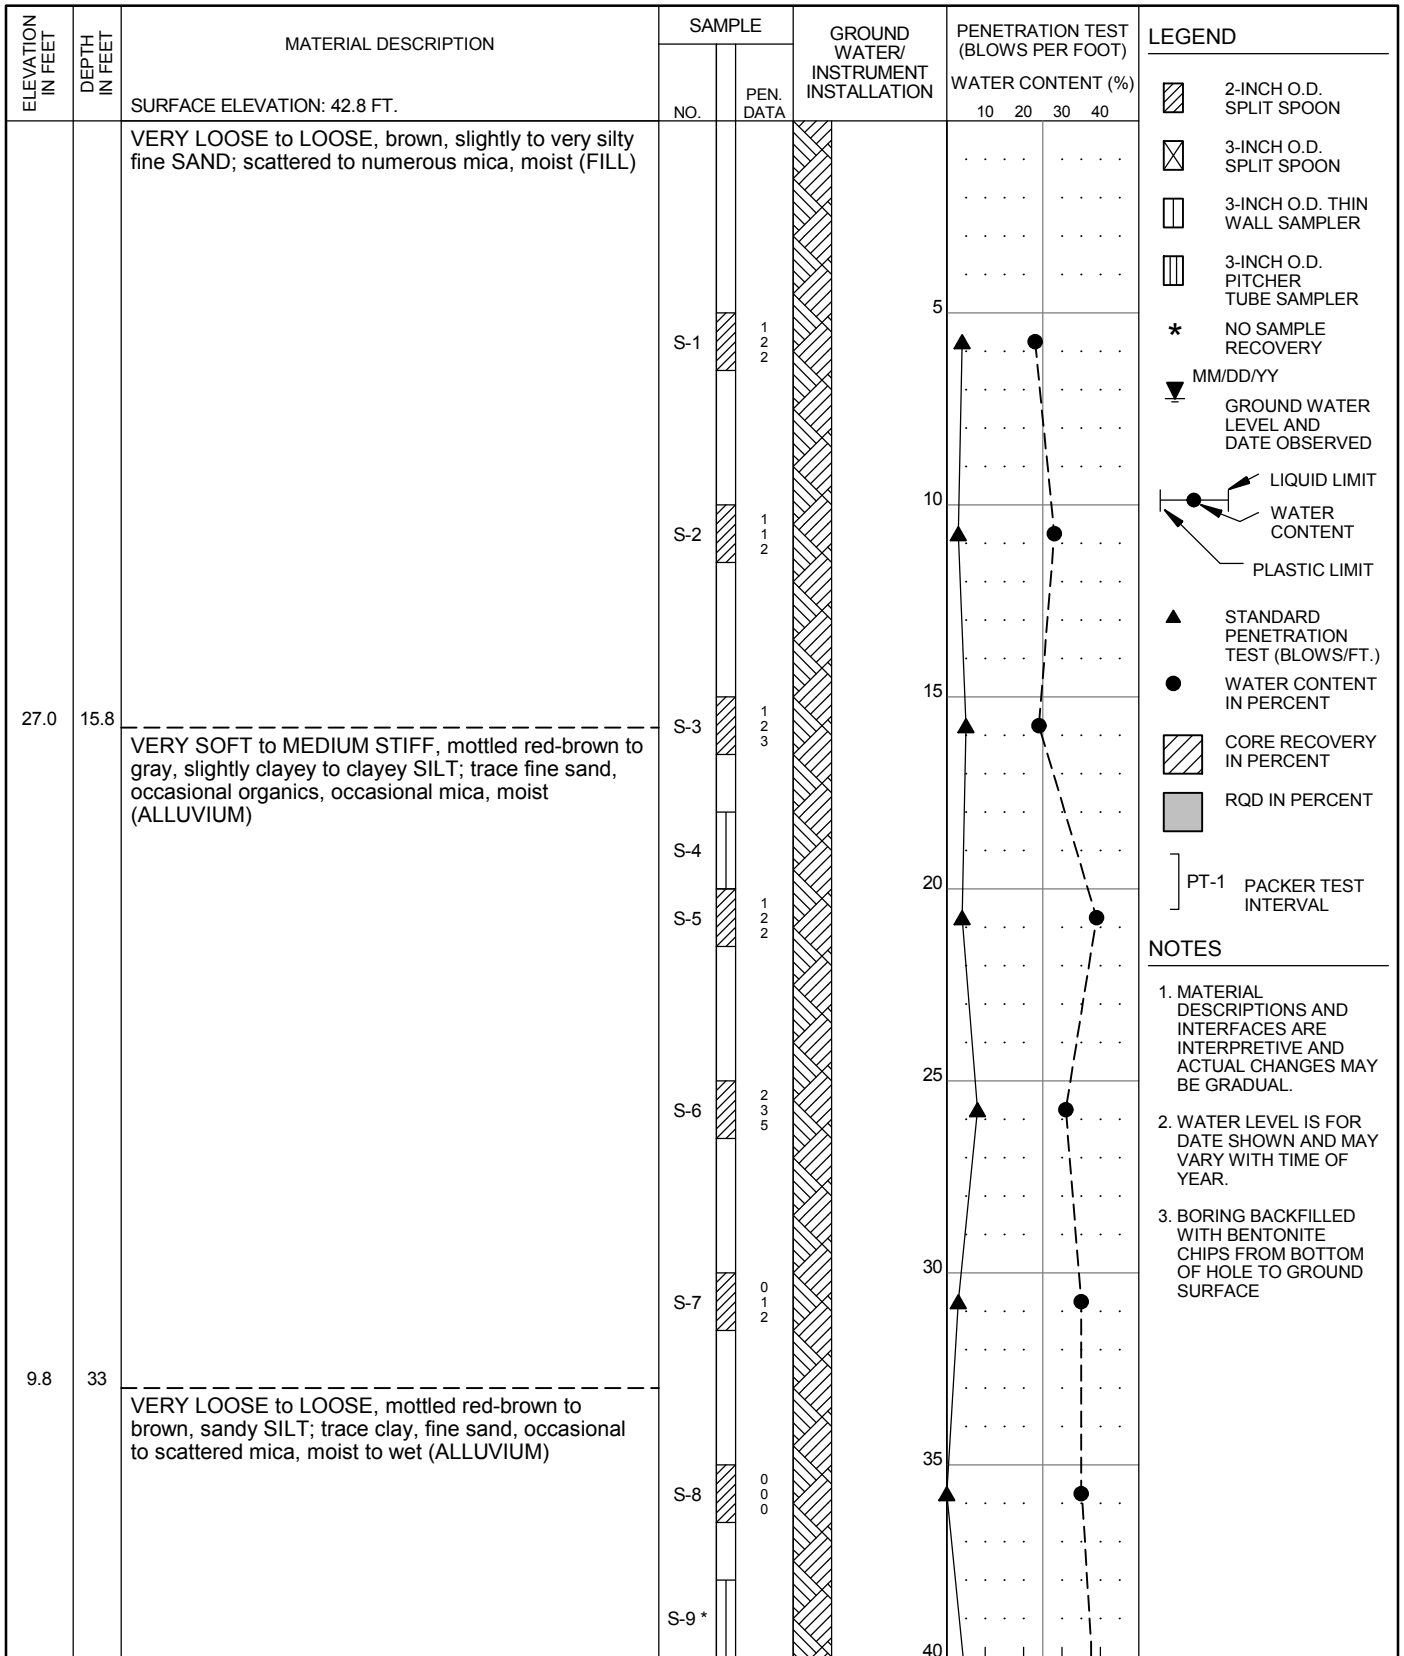 ELEVATION
IN FEET
DEPTH
IN FEET
MATERIAL DESCRIPTION
SURFACE ELEVATION: 42.8 FT.
SAMPLE
NO.
PEN.
DATA
GROUND
WATER/
INSTRUMENT
INSTALLATION
PENETRATION TEST
(BLOWS PER FOOT)
WATER CONTENT (%)
10 20 30 40
VERY LOOSE to LOOSE, brown, slightly to very silty
fine SAND; scattered to numerous mica, moist (FILL)
5
S-1
1
2
2
10
S-2
1
1
2
15
27.0 15.8
S-3
1
2
3
VERY SOFT to MEDIUM STIFF, mottled red-brown to
gray, slightly clayey to clayey SILT; trace fine sand,
occasional organics, occasional mica, moist
(ALLUVIUM)
S-4
20
S-5
1
2
2
25
S-6
2
3
5
30
S-7
0
1
2
9.8 33
VERY LOOSE to LOOSE, mottled red-brown to
brown, sandy SILT; trace clay, fine sand, occasional
to scattered mica, moist to wet (ALLUVIUM)
35
S-8
0
0
0
S-9 *
40
LEGEND
2-INCH O.D.
SPLIT SPOON
3-INCH O.D.
SPLIT SPOON
3-INCH O.D. THIN
WALL SAMPLER
3-INCH O.D.
PITCHER
TUBE SAMPLER
* NO SAMPLE
RECOVERY
MM/DD/YY
GROUND WATER
LEVEL AND
DATE OBSERVED
LIQUID LIMIT
WATER
CONTENT
PLASTIC LIMIT
STANDARD
PENETRATION
TEST (BLOWS/FT.)
WATER CONTENT
IN PERCENT
CORE RECOVERY
IN PERCENT
RQD IN PERCENT
PT-1 PACKER TEST
INTERVAL
NOTES
1. MATERIAL
DESCRIPTIONS AND
INTERFACES ARE
INTERPRETIVE AND
ACTUAL CHANGES MAY
BE GRADUAL.
2. WATER LEVEL IS FOR
DATE SHOWN AND MAY
VARY WITH TIME OF
YEAR.
3. BORING BACKFILLED
WITH BENTONITE
CHIPS FROM BOTTOM
OF HOLE TO GROUND
SURFACE